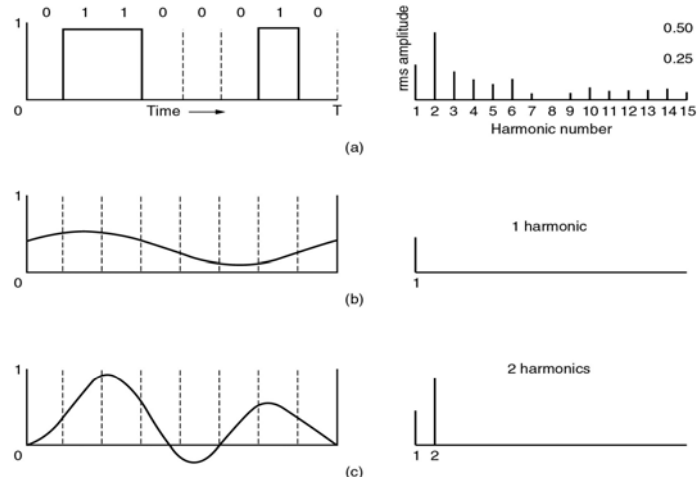 0 1 1 0 0 0 1 0
1
0
Time
T
rms amplitude
0.50
0.25
1 2 3 4 5 6 7 8 9 10 11 12 13 14 15
Harmonic number
(a)
1
0
1 harmonic
1
(b)
1
0
2 harmonics
1 2
(c)